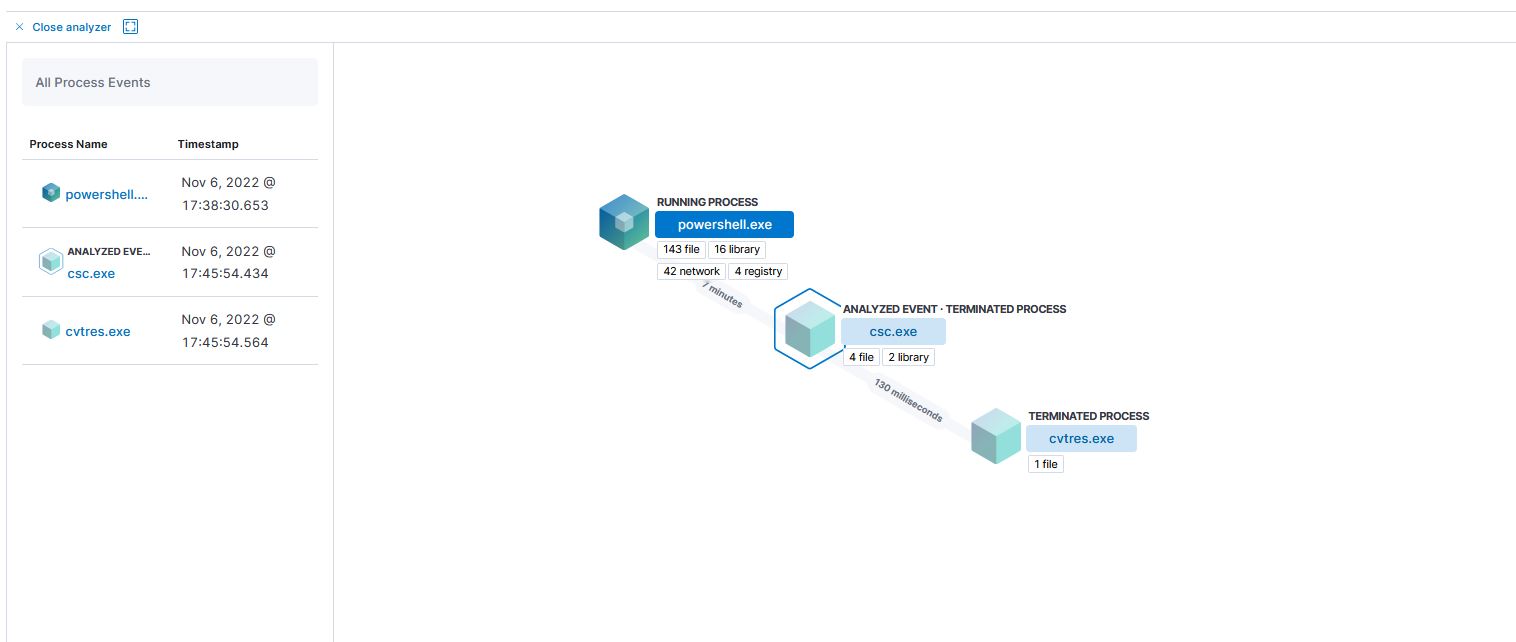 Close analyzer
All Process Events
Process Name Timestamp
powershell.... Nov 6, 2022 @ 17:38:30.653
ANALYZED EVE...
csc.exe Nov 6, 2022 @ 17:45:54.434
cvtres.exe Nov 6, 2022 @ 17:45:54.564
RUNNING PROCESS
powershell.exe
143 file 16 library
42 network 4 registry
7 minutes
ANALYZED EVENT · TERMINATED PROCESS
csc.exe
4 file 2 library
130 milliseconds
TERMINATED PROCESS
cvtres.exe
1 file